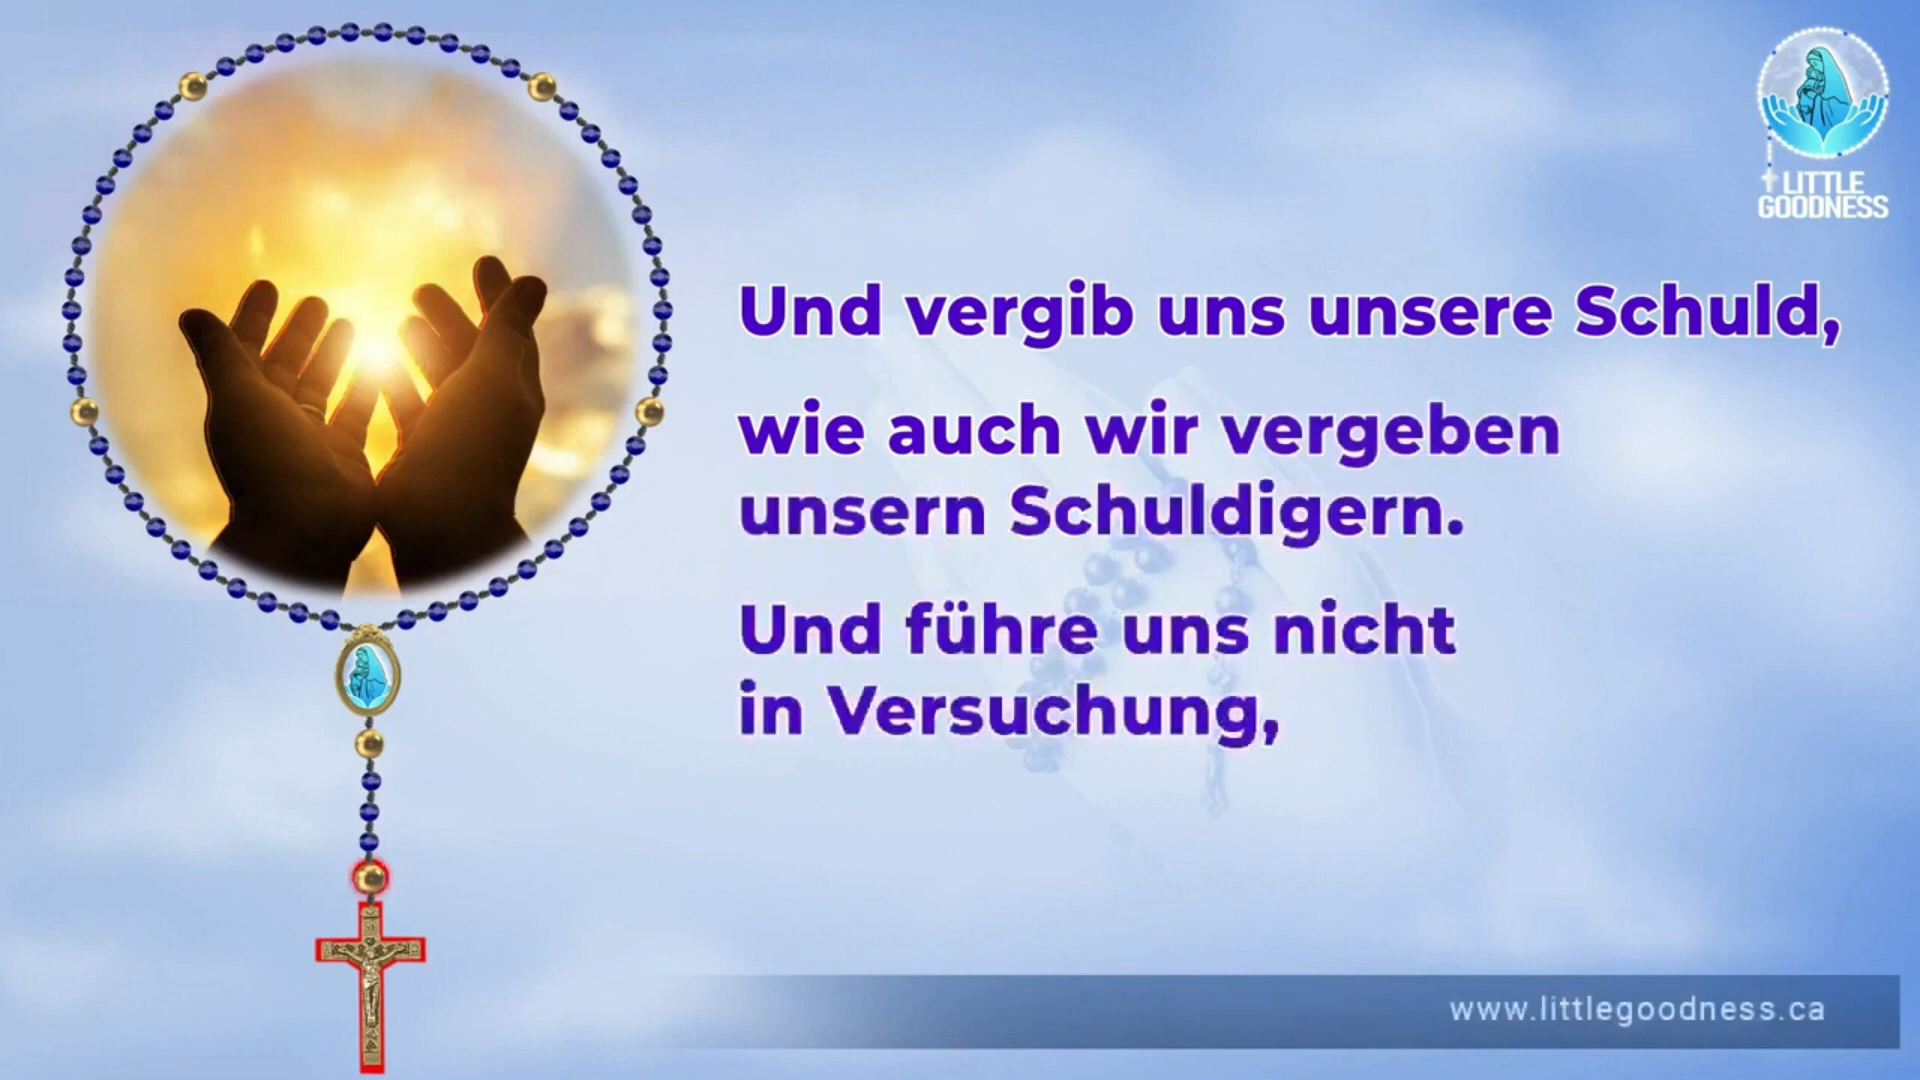 LITTLE
GOODNESS
Und vergib uns unsere Schuld,
wie auch wir vergeben
unsern Schuldigern.
Und führe uns nicht
in Versuchung,
www.littlegoodness.ca